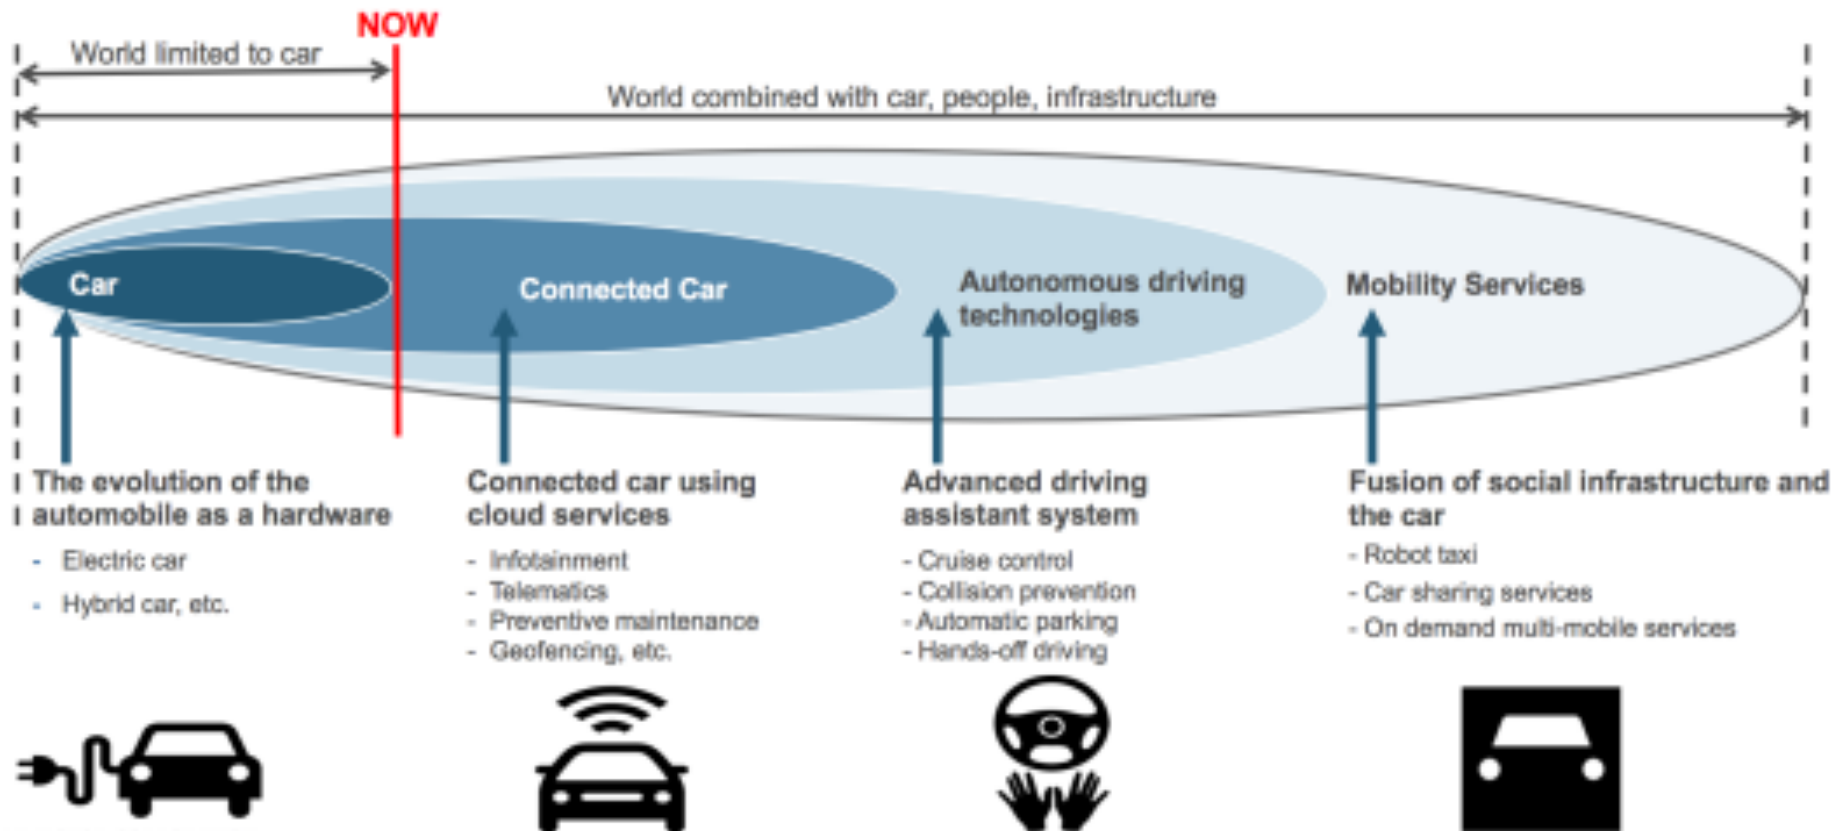 NOW
World limited to car
World combined with car, people, infrastructure
Car
Connected Car
Autonomous driving
technologies
Mobility Services
The evolution of the
automobile as a hardware
- Electric car
- Hybrid car, etc.
Connected car using
cloud services
- Infotainment
- Telematics
- Preventive maintenance
- Geofencing, etc.
Advanced driving
assistant system
- Cruise control
- Collision prevention
- Automatic parking
- Hands-off driving
Fusion of social infrastructure and
the car
- Robot taxi
- Car sharing services
- On demand multi-mobile services